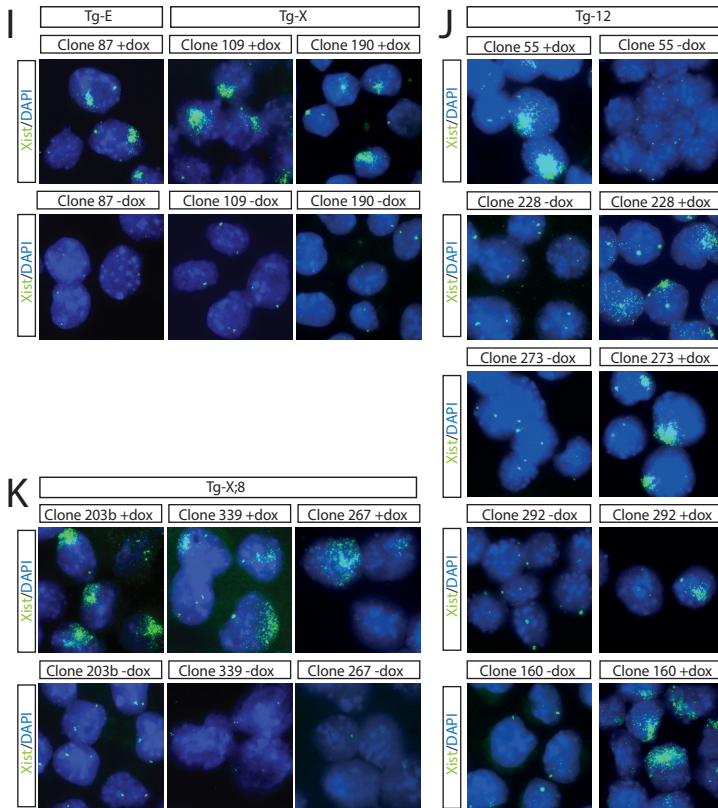 I
Tg-E
Tg-X
Clone 87 +dox
Clone 109 +dox
Clone 190 +dox
Xist/DAPI
Clone 87 -dox
Clone 109 -dox
Clone 190 -dox
Xist/DAPI
J
Tg-12
Clone 55 +dox
Clone 55 -dox
Xist/DAPI
Clone 228 -dox
Clone 228 +dox
Xist/DAPI
Clone 273 -dox
Clone 273 +dox
Xist/DAPI
Clone 292 -dox
Clone 292 +dox
Xist/DAPI
Clone 160 -dox
Clone 160 +dox
Xist/DAPI
K
Tg-X;8
Clone 203b +dox
Clone 339 +dox
Clone 267 +dox
Xist/DAPI
Clone 203b -dox
Clone 339 -dox
Clone 267 -dox
Xist/DAPI